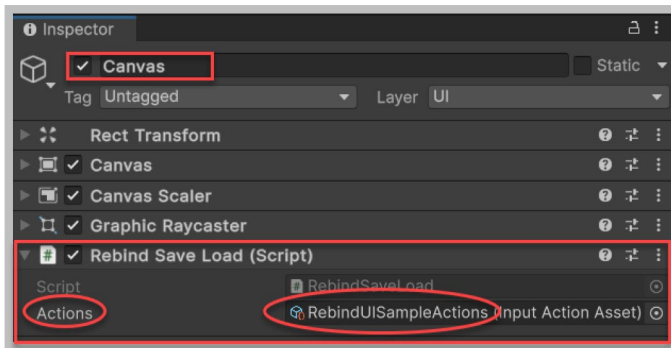 Inspector
Canvas Static
Tag Untagged Layer UI
Rect Transform
Canvas
Canvas Scaler
Graphic Raycaster
# Rebind Save Load (Script)
Script # RebindSaveLoad
Actions RebindUISampleActions (Input Action Asset)